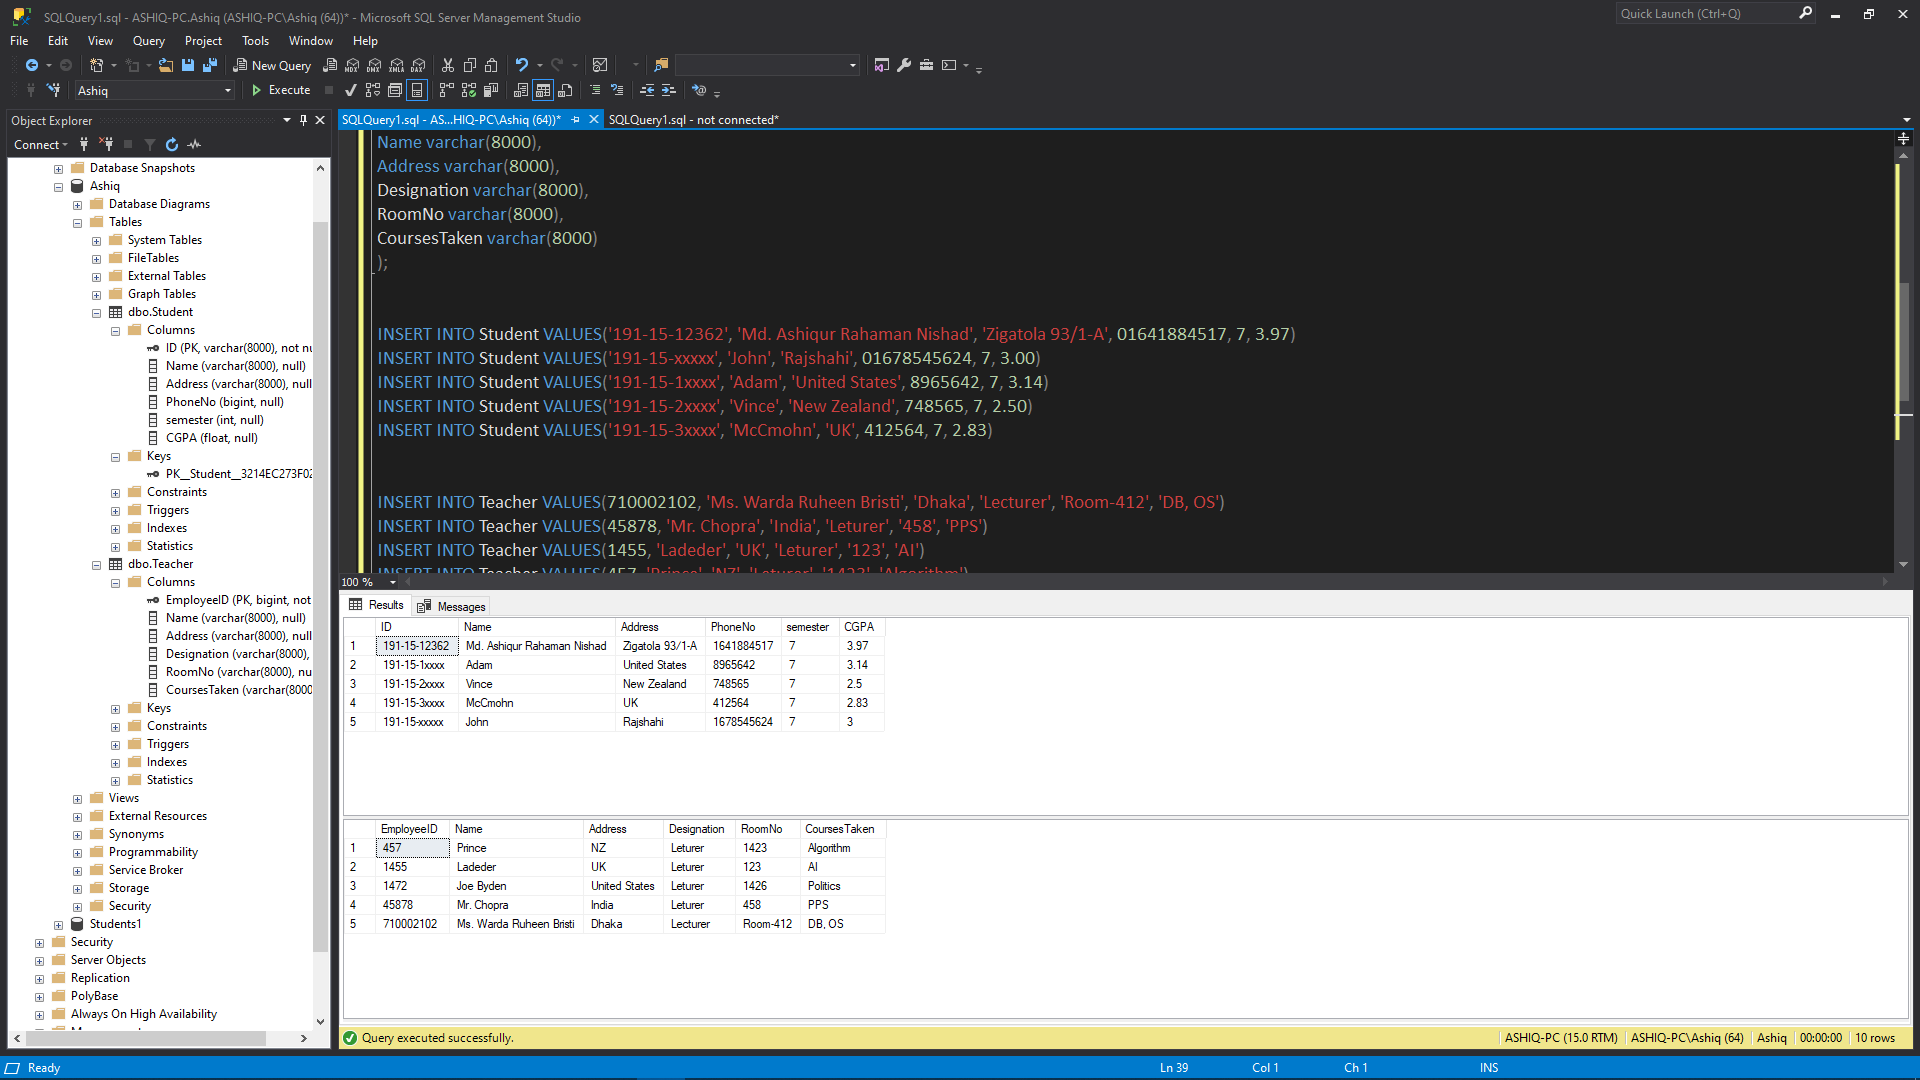 SQLQuery1.sql - ASHIQ-PC.Ashiq (ASHIQ-PC\Ashiq (64))* - Microsoft SQL Server Management Studio
Quick Launch (Ctrl+Q)
File Edit View Query Project Tools Window Help
New Query
MDX DMX XMLA DAX
Ashiq
Execute
Object Explorer
Connect
Database Snapshots
Ashiq
Database Diagrams
Tables
System Tables
FileTables
External Tables
Graph Tables
dbo.Student
Columns
ID (PK, varchar(8000), not nu
Name (varchar(8000), null)
Address (varchar(8000), null
PhoneNo (bigint, null)
semester (int, null)
CGPA (float, null)
Keys
PK__Student__3214EC273F02
Constraints
Triggers
Indexes
Statistics
dbo.Teacher
Columns
EmployeeID (PK, bigint, not
Name (varchar(8000), null)
Address (varchar(8000), null
Designation (varchar(8000),
RoomNo (varchar(8000), nu
CoursesTaken (varchar(8000
Keys
Constraints
Triggers
Indexes
Statistics
Views
External Resources
Synonyms
Programmability
Service Broker
Storage
Security
Students1
Security
Server Objects
Replication
PolyBase
Always On High Availability
SQLQuery1.sql - AS...HIQ-PC\Ashiq (64))*
SQLQuery1.sql - not connected*
Name varchar(8000),
Address varchar(8000),
Designation varchar(8000),
RoomNo varchar(8000),
CoursesTaken varchar(8000)
);
INSERT INTO Student VALUES('191-15-12362', 'Md. Ashiqur Rahaman Nishad', 'Zigatola 93/1-A', 01641884517, 7, 3.97)
INSERT INTO Student VALUES('191-15-xxxxx', 'John', 'Rajshahi', 01678545624, 7, 3.00)
INSERT INTO Student VALUES('191-15-1xxxx', 'Adam', 'United States', 8965642, 7, 3.14)
INSERT INTO Student VALUES('191-15-2xxxx', 'Vince', 'New Zealand', 748565, 7, 2.50)
INSERT INTO Student VALUES('191-15-3xxxx', 'McCmohn', 'UK', 412564, 7, 2.83)
INSERT INTO Teacher VALUES(710002102, 'Ms. Warda Ruheen Bristi', 'Dhaka', 'Lecturer', 'Room-412', 'DB, OS')
INSERT INTO Teacher VALUES(45878, 'Mr. Chopra', 'India', 'Leturer', '458', 'PPS')
INSERT INTO Teacher VALUES(1455, 'Ladeder', 'UK', 'Leturer', '123', 'AI')
INSERT INTO Teacher VALUES(457, 'Prince', 'NZ', 'Leturer', '1423', 'Algorithm')
100 %
Results Messages
ID Name Address PhoneNo semester CGPA
1 191-15-12362 Md. Ashiqur Rahaman Nishad Zigatola 93/1-A 1641884517 7 3.97
2 191-15-1xxxx Adam United States 8965642 7 3.14
3 191-15-2xxxx Vince New Zealand 748565 7 2.5
4 191-15-3xxxx McCmohn UK 412564 7 2.83
5 191-15-xxxxx John Rajshahi 1678545624 7 3
EmployeeID Name Address Designation RoomNo CoursesTaken
1 457 Prince NZ Leturer 1423 Algorithm
2 1455 Ladeder UK Leturer 123 AI
3 1472 Joe Byden United States Leturer 1426 Politics
4 45878 Mr. Chopra India Leturer 458 PPS
5 710002102 Ms. Warda Ruheen Bristi Dhaka Lecturer Room-412 DB, OS
Query executed successfully.
ASHIQ-PC (15.0 RTM) ASHIQ-PC\Ashiq (64) Ashiq 00:00:00 10 rows
Ready
Ln 39 Col 1 Ch 1 INS